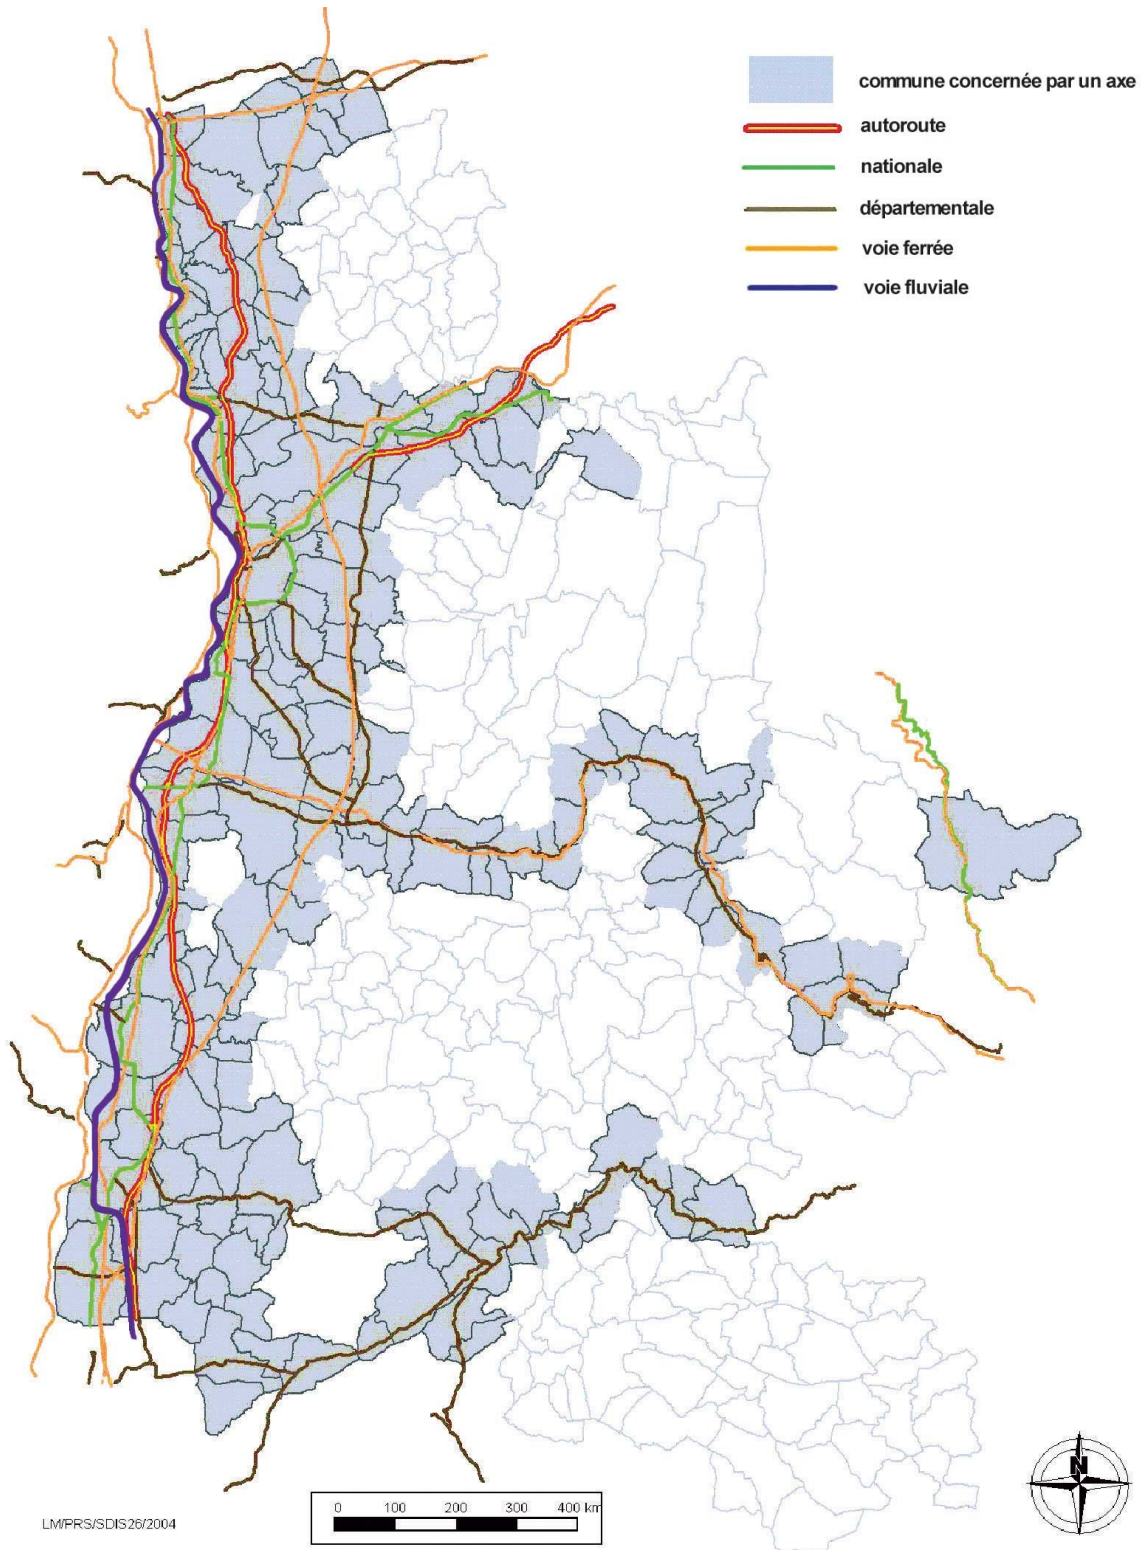 commune concernée par un axe
autoroute
nationale
départementale
voie ferrée
voie fluviale
N
0 100 200 300 400 km
LM/PRS/SDIS26/2004